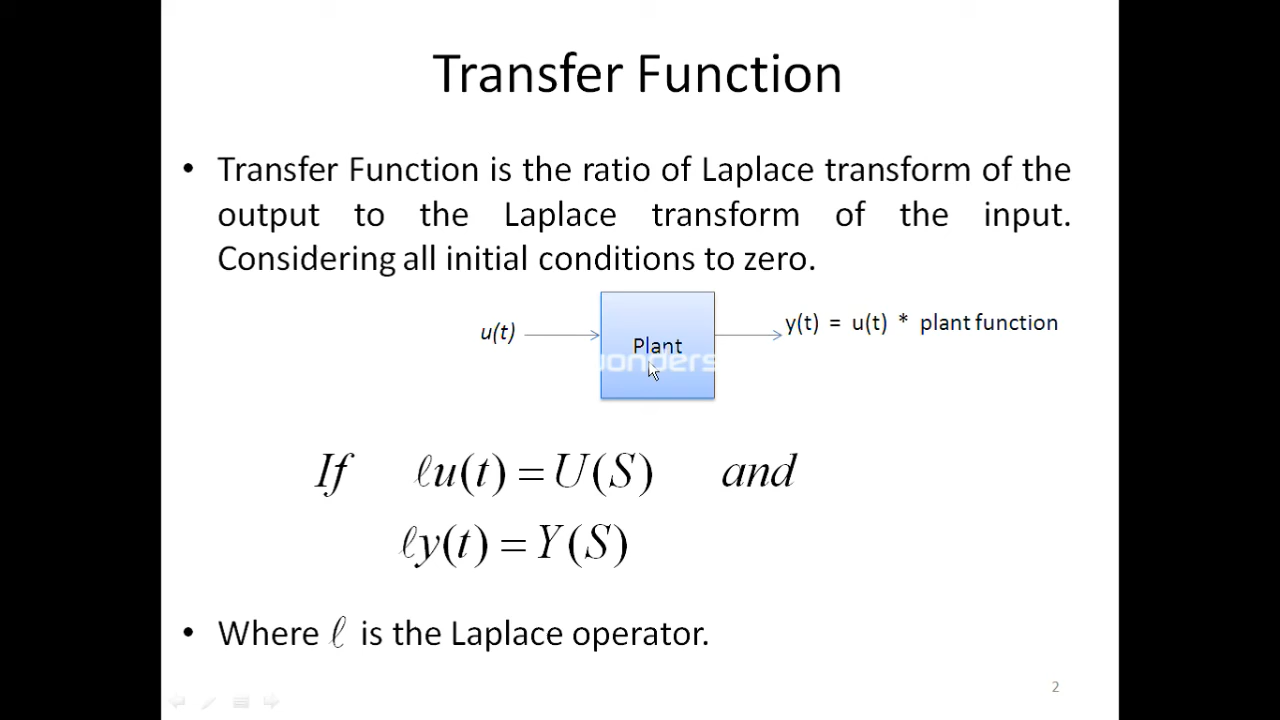 Transfer Function
• Transfer Function is the ratio of Laplace transform of the
output to the Laplace transform of the input.
Considering all initial conditions to zero.
u(t)
Plant
y(t) = u(t) * plant function
wonders
If ℓu(t) = U(S) and
ℓy(t) = Y(S)
• Where ℓ is the Laplace operator.
2